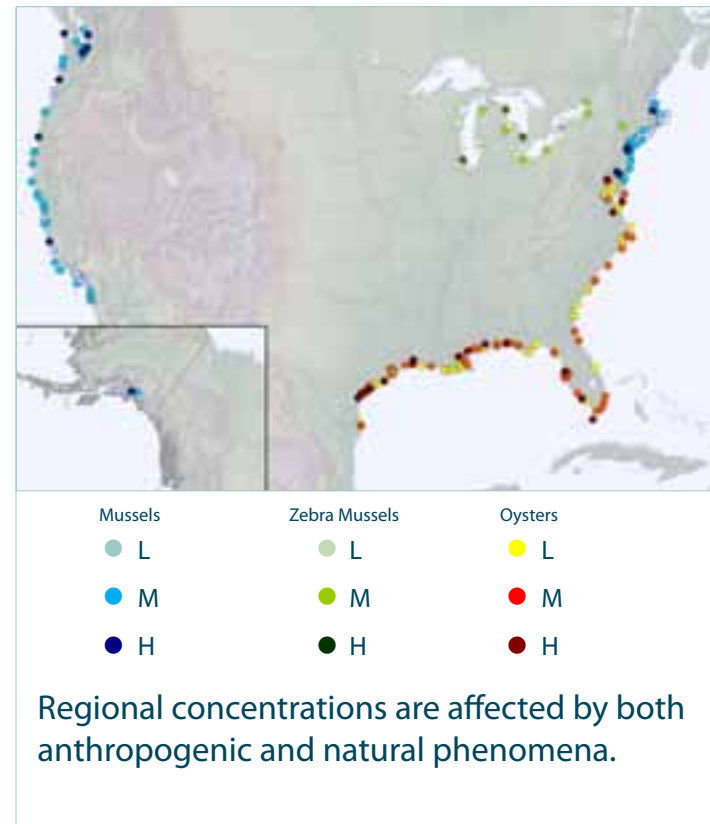 Mussels Zebra Mussels Oysters
L L L
M M M
H H H
Regional concentrations are affected by both
anthropogenic and natural phenomena.